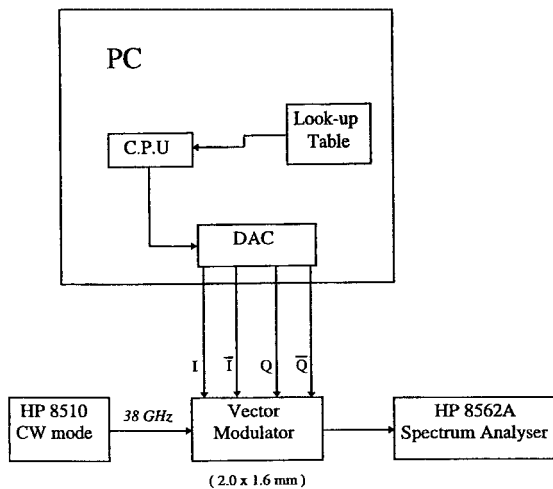 PC
Look-up
Table
C.P.U
DAC
I I̅ Q Q̅
HP 8510
CW mode
38 GHz
Vector
Modulator
HP 8562A
Spectrum Analyser
( 2.0 x 1.6 mm )